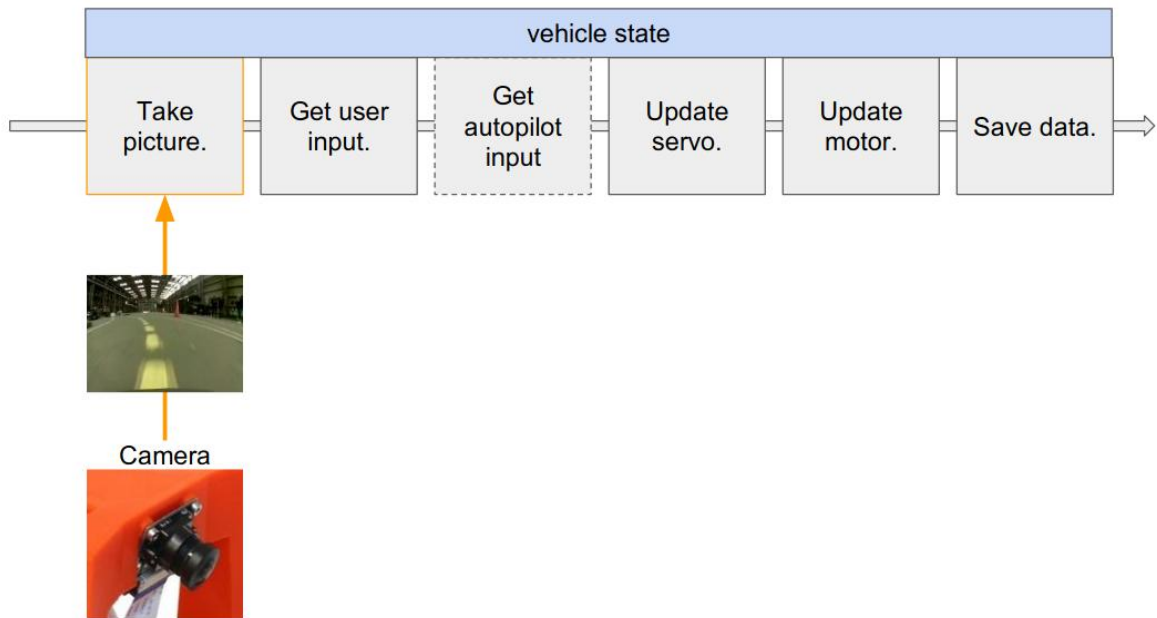 vehicle state
Take
picture.
Get user
input.
Get
autopilot
input
Update
servo.
Update
motor.
Save data.
Camera